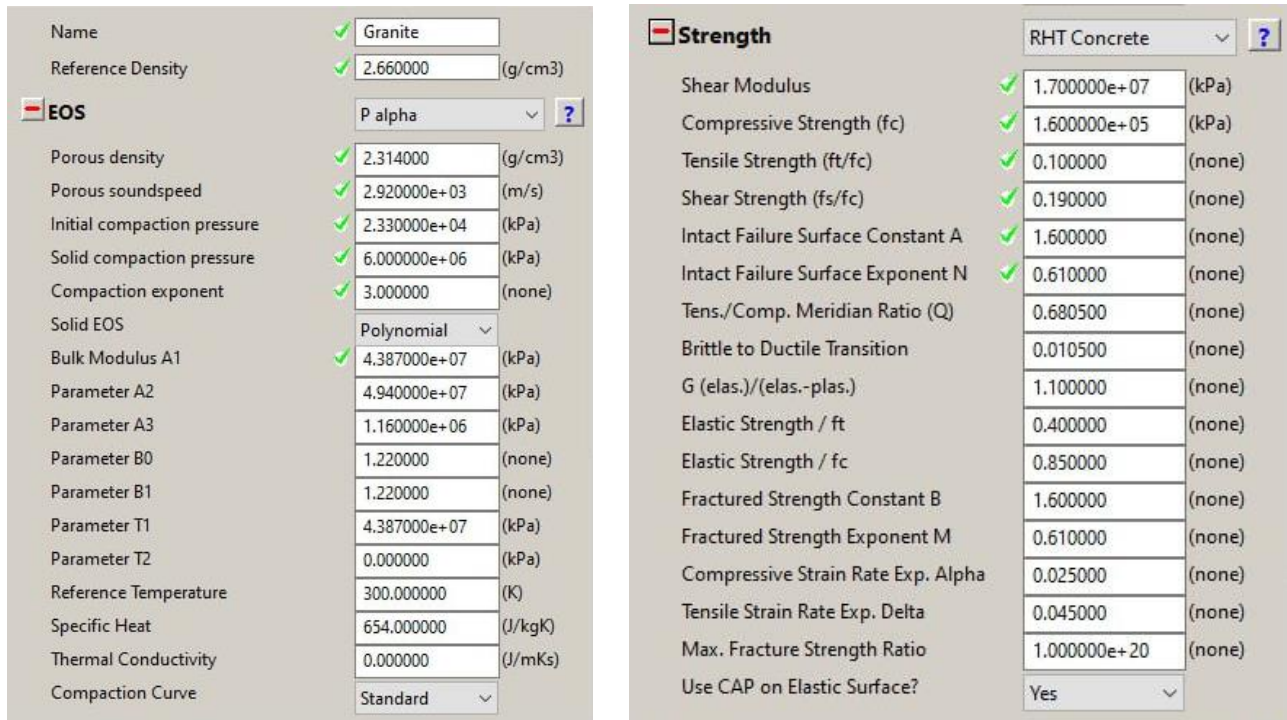 Name Granite
Reference Density 2.660000 (g/cm3)
EOS P alpha ?
Porous density 2.314000 (g/cm3)
Porous soundspeed 2.920000e+03 (m/s)
Initial compaction pressure 2.330000e+04 (kPa)
Solid compaction pressure 6.000000e+06 (kPa)
Compaction exponent 3.000000 (none)
Solid EOS Polynomial
Bulk Modulus A1 4.387000e+07 (kPa)
Parameter A2 4.940000e+07 (kPa)
Parameter A3 1.160000e+06 (kPa)
Parameter B0 1.220000 (none)
Parameter B1 1.220000 (none)
Parameter T1 4.387000e+07 (kPa)
Parameter T2 0.000000 (kPa)
Reference Temperature 300.000000 (K)
Specific Heat 654.000000 (J/kgK)
Thermal Conductivity 0.000000 (J/mKs)
Compaction Curve Standard
Strength RHT Concrete ?
Shear Modulus 1.700000e+07 (kPa)
Compressive Strength (fc) 1.600000e+05 (kPa)
Tensile Strength (ft/fc) 0.100000 (none)
Shear Strength (fs/fc) 0.190000 (none)
Intact Failure Surface Constant A 1.600000 (none)
Intact Failure Surface Exponent N 0.610000 (none)
Tens./Comp. Meridian Ratio (Q) 0.680500 (none)
Brittle to Ductile Transition 0.010500 (none)
G (elas.)/(elas.-plas.) 1.100000 (none)
Elastic Strength / ft 0.400000 (none)
Elastic Strength / fc 0.850000 (none)
Fractured Strength Constant B 1.600000 (none)
Fractured Strength Exponent M 0.610000 (none)
Compressive Strain Rate Exp. Alpha 0.025000 (none)
Tensile Strain Rate Exp. Delta 0.045000 (none)
Max. Fracture Strength Ratio 1.000000e+20 (none)
Use CAP on Elastic Surface? Yes